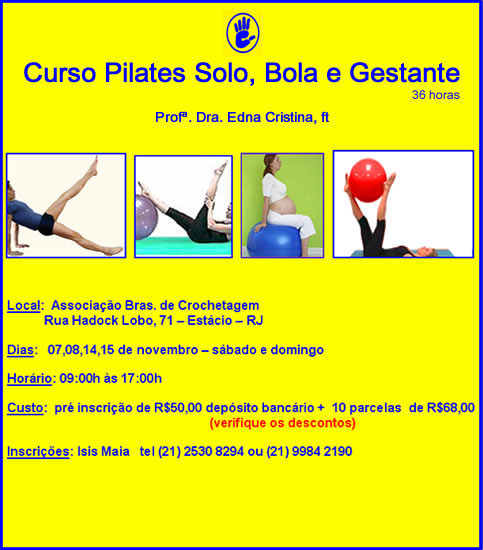 Curso Pilates Solo, Bola e Gestante
36 horas
Profª. Dra. Edna Cristina, ft
Local: Associação Bras. de Crochetagem
Rua Hadock Lobo, 71 – Estácio – RJ
Dias: 07,08,14,15 de novembro – sábado e domingo
Horário: 09:00h às 17:00h
Custo: pré inscrição de R$50,00 depósito bancário + 10 parcelas de R$68,00
(verifique os descontos)
Inscrições: Isis Maia tel (21) 2530 8294 ou (21) 9984 2190